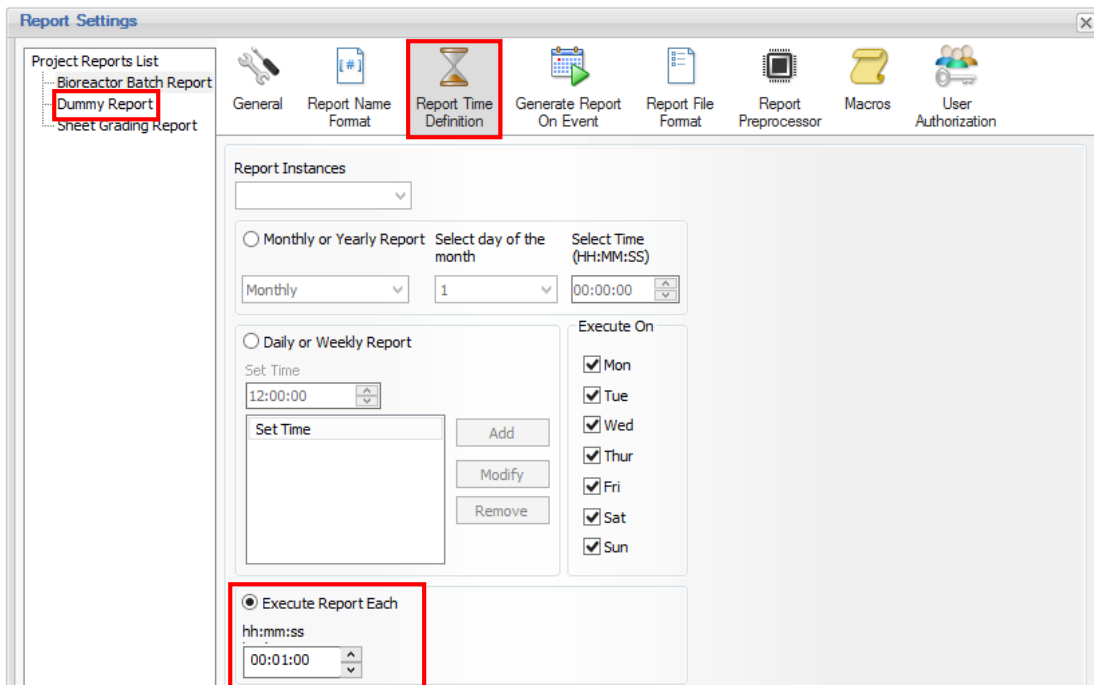 Report Settings
Project Reports List
Bioreactor Batch Report
Dummy Report
Sheet Grading Report
General
Report Name
Format
Report Time
Definition
Generate Report
On Event
Report File
Format
Report
Preprocessor
Macros
User
Authorization
Report Instances
Monthly or Yearly Report
Select day of the
month
Select Time
(HH:MM:SS)
Monthly
1
00:00:00
Daily or Weekly Report
Set Time
12:00:00
Set Time
Add
Modify
Remove
Execute On
Mon
Tue
Wed
Thur
Fri
Sat
Sun
Execute Report Each
hh:mm:ss
00:01:00